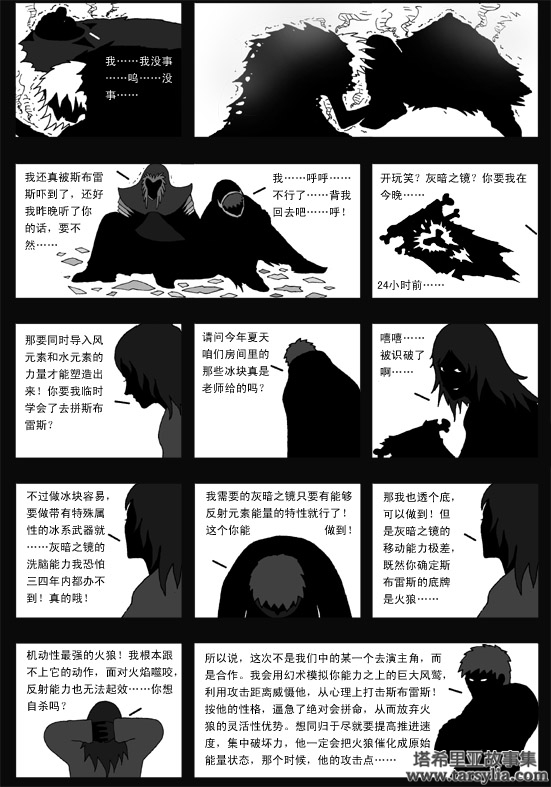 我……我没事
……呜……没
事……
我还真被斯布雷
斯吓到了，还好
我昨晚听了你
的话，要不
然……
我……呼呼……
不行了……背我
回去吧……呼！
开玩笑？灰暗之镜？你要我在
今晚……
24小时前……
那要同时导入风
元素和水元素的
力量才能塑造出
来！你要我临时
学会了去拼斯布
雷斯？
请问今年夏天
咱们房间里的
那些冰块真是
老师给的吗？
嘻嘻……
被识破了
啊……
不过做冰块容易，
要做带有特殊属
性的冰系武器就
……灰暗之镜的
洗脑能力我恐怕
三四年内都办不
到！真的哦！
我需要的灰暗之镜只要有能够
反射元素能量的特性就行了！
这个你能 做到！
那我也透个底，
可以做到！但
是灰暗之镜的
移动能力极差，
既然你确定斯
布雷斯的底牌
是火狼……
机动性最强的火狼！我根本跟
不上它的动作，面对火焰噬咬，
反射能力也无法起效……你想
自杀吗？
所以说，这次不是我们中的某一个去演主角，而
是合作。我会用幻术模拟你能力之上的巨大风鹫，
利用攻击距离威慑他，从心理上打击斯布雷斯！
按他的性格，逼急了绝对会拼命，从而放弃火
狼的灵活性优势。想同归于尽就要提高推进速
度，集中破坏力，他一定会把火狼催化成原始
能量状态，那个时候，他的攻击点……
塔希里亚故事集
www.tarsylia.com